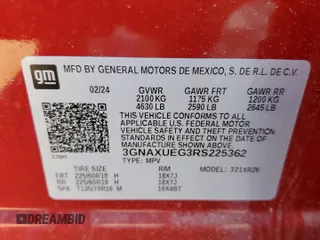 gm
MFD BY GENERAL MOTORS DE MEXICO, S. DE R.L. DE C.V.
02/24 GVWR GAWR FRT GAWR RR
2100 KG 1175 KG 1200 KG
4630 LB 2590 LB 2645 LB
THIS VEHICLE CONFORMS TO ALL APPLICABLE
U.S. FEDERAL MOTOR VEHICLE SAFETY, BUMPER,
AND THEFT PREVENTION STANDARDS IN EFFECT ON
THE DATE OF MANUFACTURE SHOWN ABOVE.
3GNAXUEG3RS225362
TYPE: MPV
TIRE SIZE RIM MODEL:
FRT 225/60R18 H 18X7J
RR 225/60R18 H 18X7J
SPA T135/70R16 M 16X4BT
DREAMBID